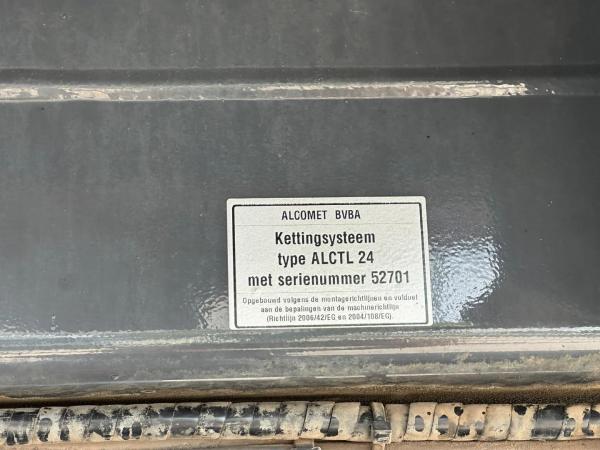 ALCOMET BVBA
Kettingsysteem
type ALCTL 24
met serienummer 52701
Opgebouwd volgens de montagerichtlijnen en voldoet
aan de bepalingen van de machinerichtlijn
(Richtlijn 2006/42/EG en 2004/108/EG).